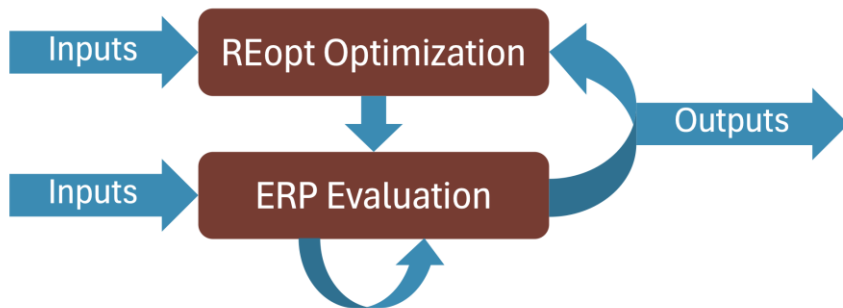 Inputs
REopt Optimization
Outputs
Inputs
ERP Evaluation